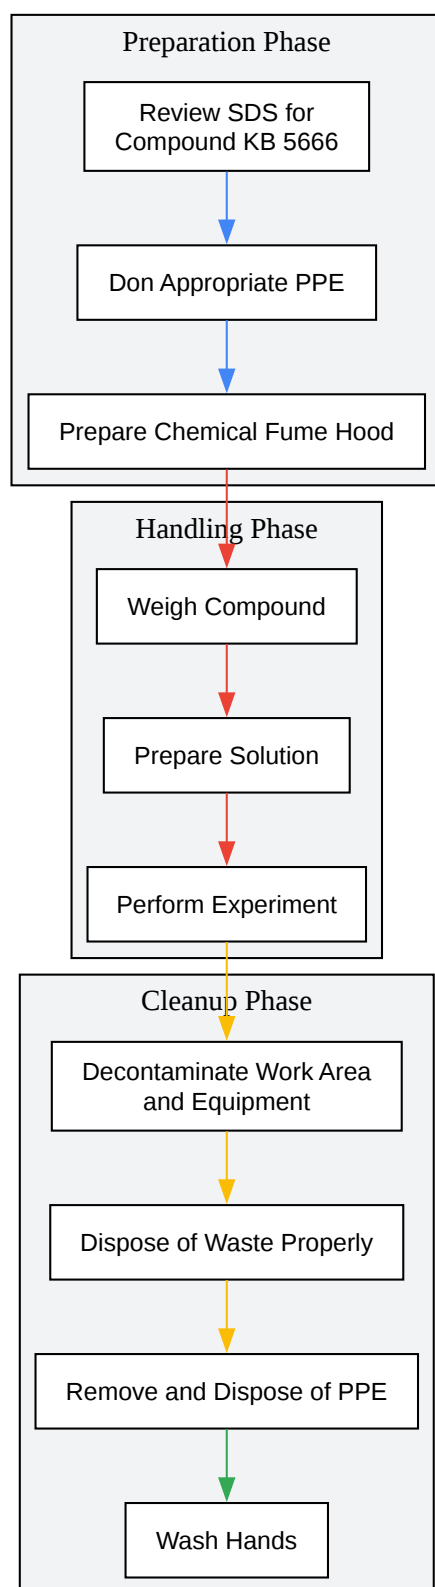 Preparation Phase
Review SDS for
Compound KB 5666
Don Appropriate PPE
Prepare Chemical Fume Hood
Handling Phase
Weigh Compound
Prepare Solution
Perform Experiment
Cleanup Phase
Decontaminate Work Area
and Equipment
Dispose of Waste Properly
Remove and Dispose of PPE
Wash Hands